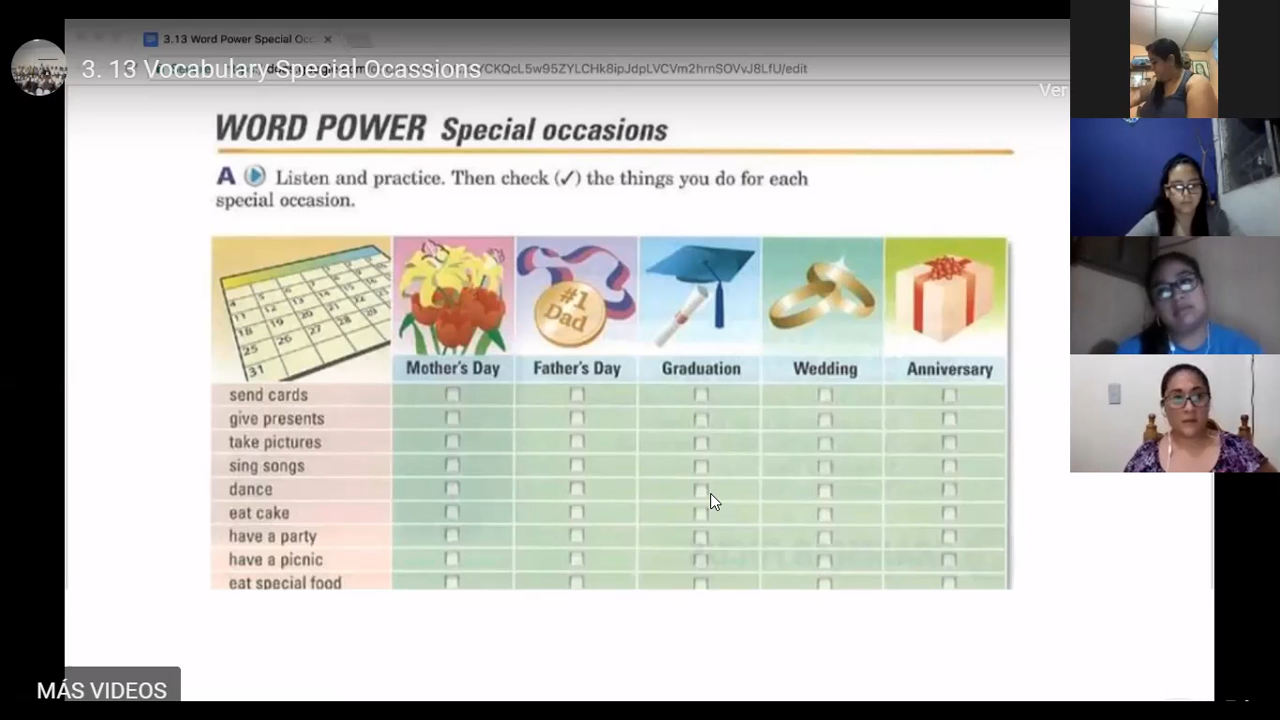 3.13 Word Power Special Occ
3. 13 Vocabulary Special Ocassions
YCKQcL5w95ZYLCHk8ipJdpLVCVm2hrnSOVvJ8LfU/edit
Ver
WORD POWER Special occasions
A Listen and practice. Then check (✓) the things you do for each
special occasion.
#1
Dad
Mother's Day Father's Day Graduation Wedding Anniversary
send cards
give presents
take pictures
sing songs
dance
eat cake
have a party
have a picnic
eat special food
MÁS VIDEOS